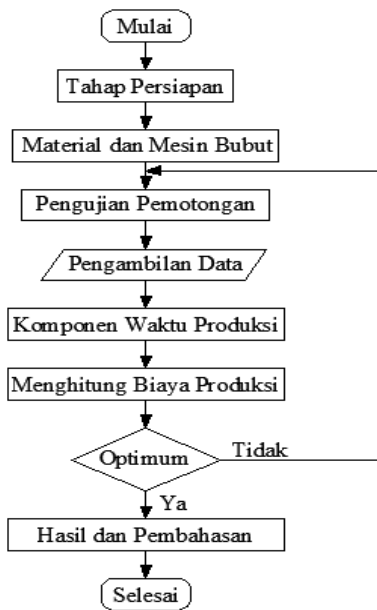 Mulai
Tahap Persiapan
Material dan Mesin Bubut
Pengujian Pemotongan
Pengambilan Data
Komponen Waktu Produksi
Menghitung Biaya Produksi
Optimum
Tidak
Ya
Hasil dan Pembahasan
Selesai